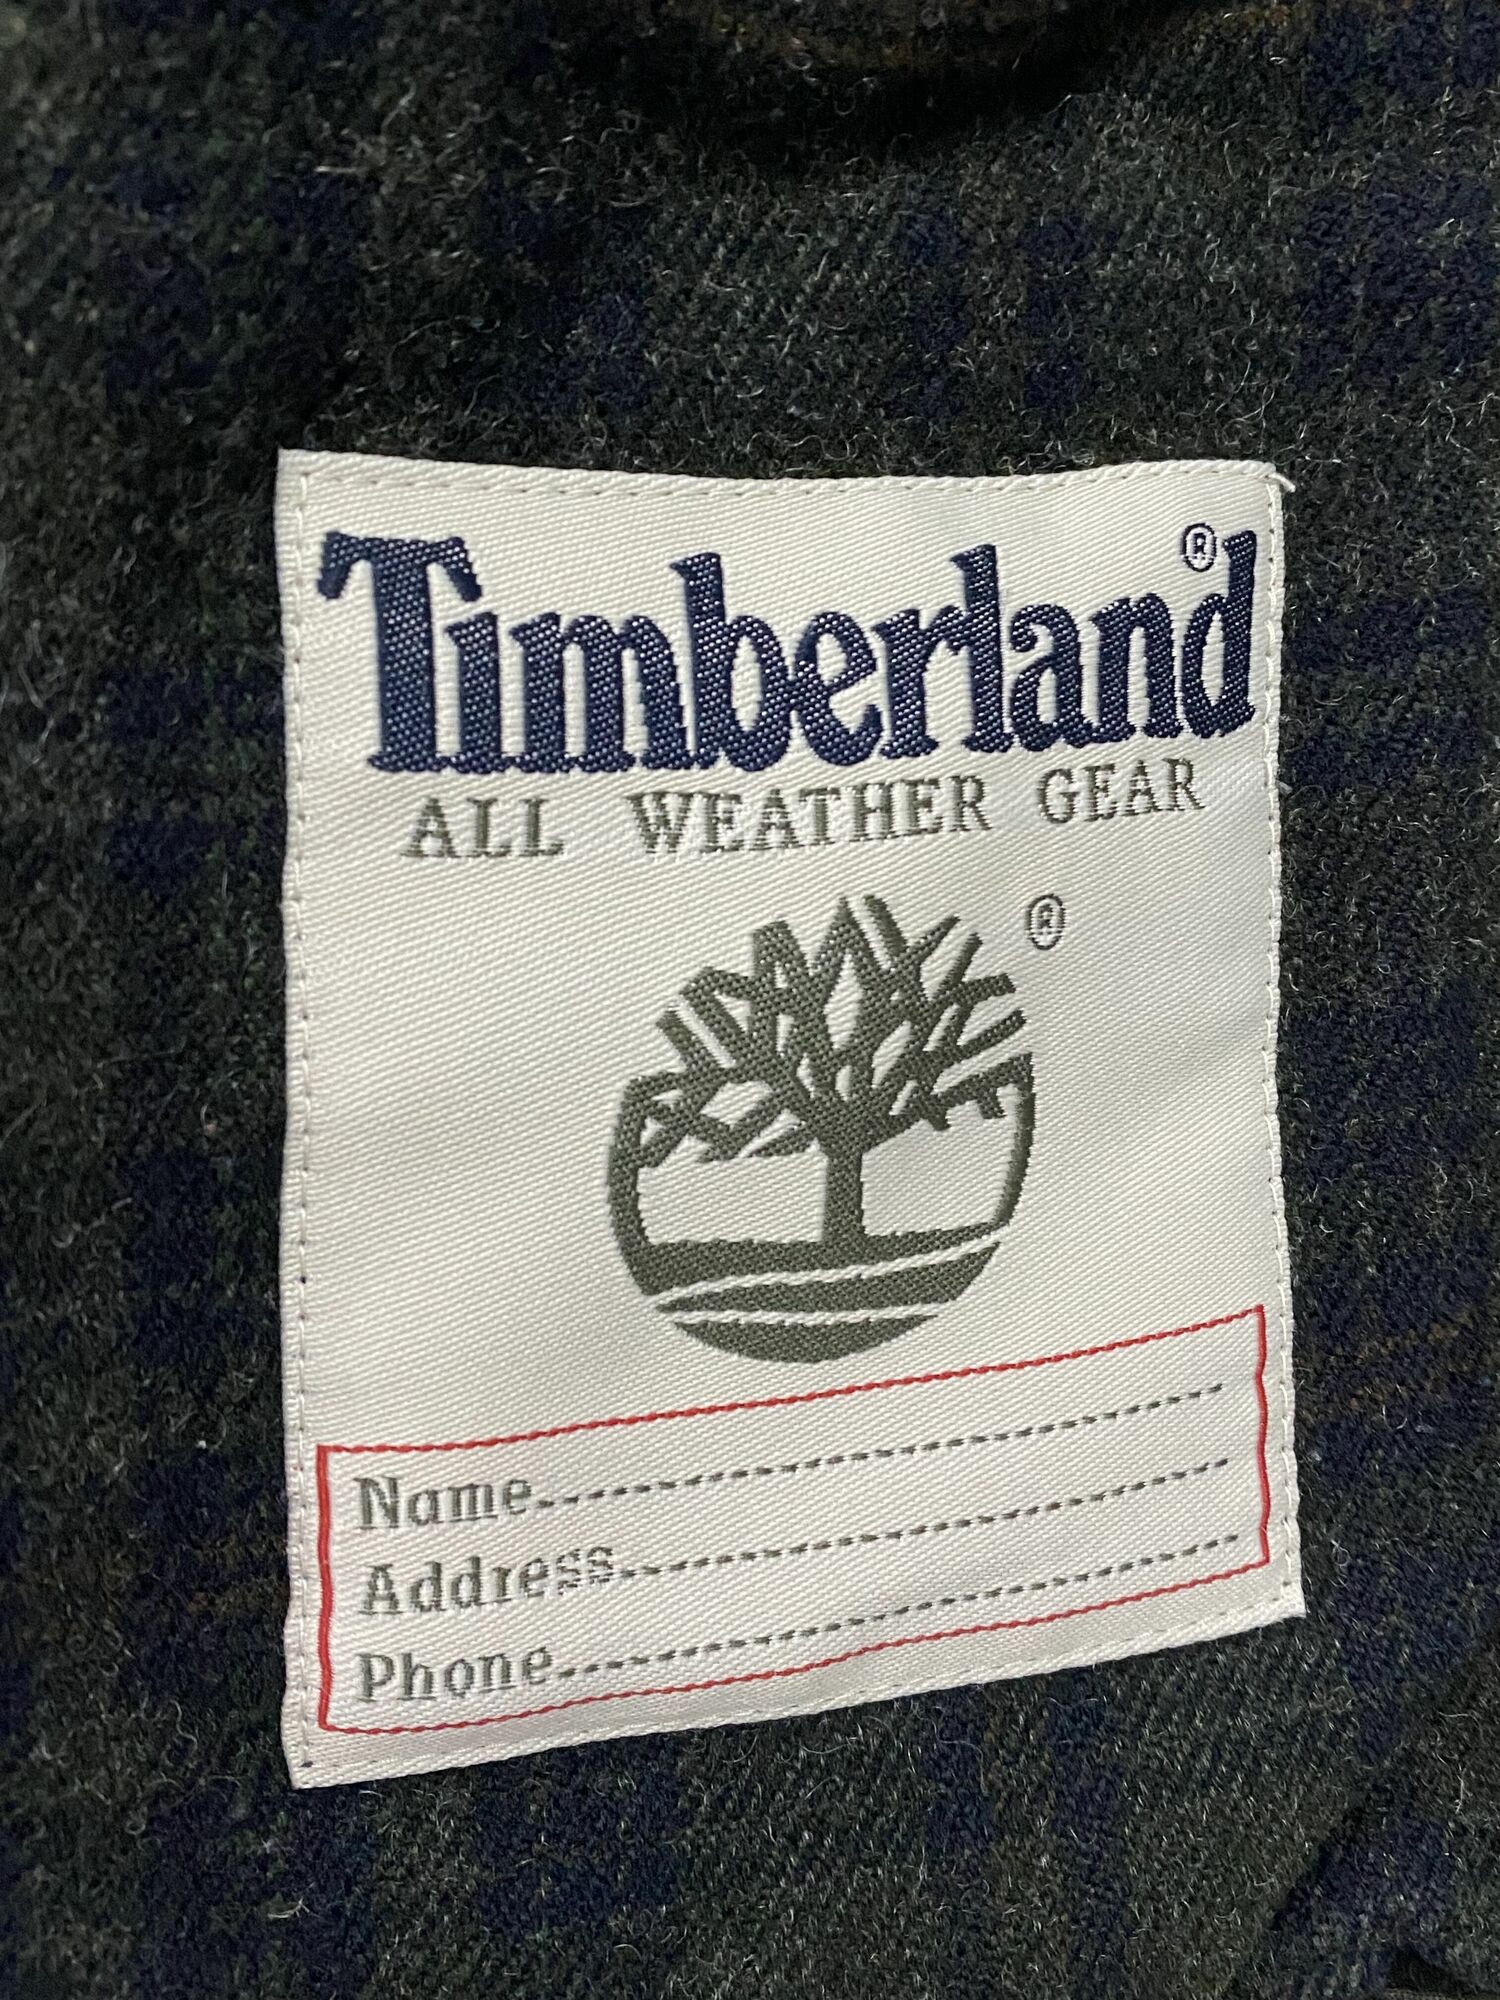 Timberland®
ALL WEATHER GEAR
®
Name
Address
Phone